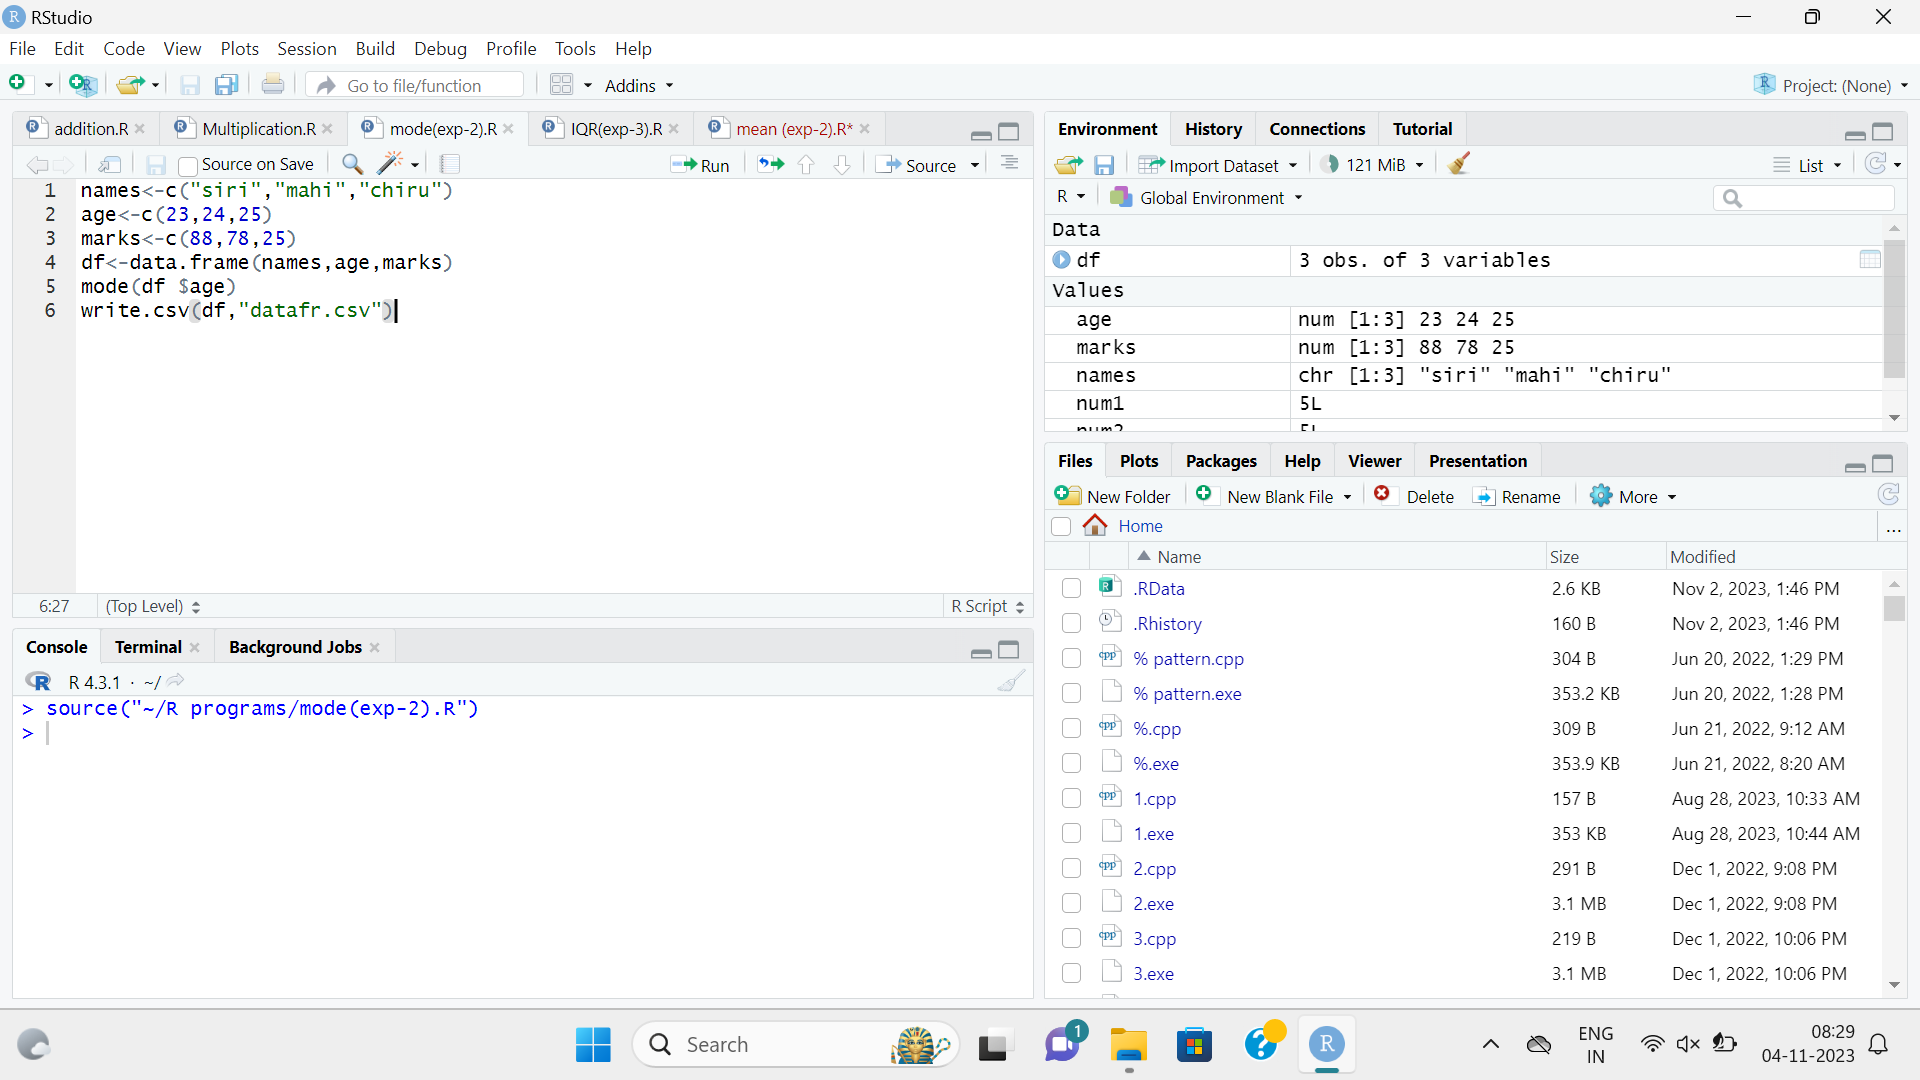 RStudio
File Edit Code View Plots Session Build Debug Profile Tools Help
Go to file/function Addins Project: (None)
addition.R Multiplication.R mode(exp-2).R IQR(exp-3).R mean (exp-2).R*
Source on Save Run Source
1 names<-c("siri","mahi","chiru")
2 age<-c(23,24,25)
3 marks<-c(88,78,25)
4 df<-data.frame(names,age,marks)
5 mode(df $age)
6 write.csv(df,"datafr.csv")
6:27 (Top Level) R Script
Console Terminal Background Jobs
R 4.3.1 · ~/
> source("~/R programs/mode(exp-2).R")
>
Environment History Connections Tutorial
Import Dataset 121 MiB List
R Global Environment
Data
df 3 obs. of 3 variables
Values
age num [1:3] 23 24 25
marks num [1:3] 88 78 25
names chr [1:3] "siri" "mahi" "chiru"
num1 5L
num2 5L
Files Plots Packages Help Viewer Presentation
New Folder New Blank File Delete Rename More
Home ...
Name Size Modified
.RData 2.6 KB Nov 2, 2023, 1:46 PM
.Rhistory 160 B Nov 2, 2023, 1:46 PM
% pattern.cpp 304 B Jun 20, 2022, 1:29 PM
% pattern.exe 353.2 KB Jun 20, 2022, 1:28 PM
%.cpp 309 B Jun 21, 2022, 9:12 AM
%.exe 353.9 KB Jun 21, 2022, 8:20 AM
1.cpp 157 B Aug 28, 2023, 10:33 AM
1.exe 353 KB Aug 28, 2023, 10:44 AM
2.cpp 291 B Dec 1, 2022, 9:08 PM
2.exe 3.1 MB Dec 1, 2022, 9:08 PM
3.cpp 219 B Dec 1, 2022, 10:06 PM
3.exe 3.1 MB Dec 1, 2022, 10:06 PM
Search 1 ENG IN 08:29 04-11-2023